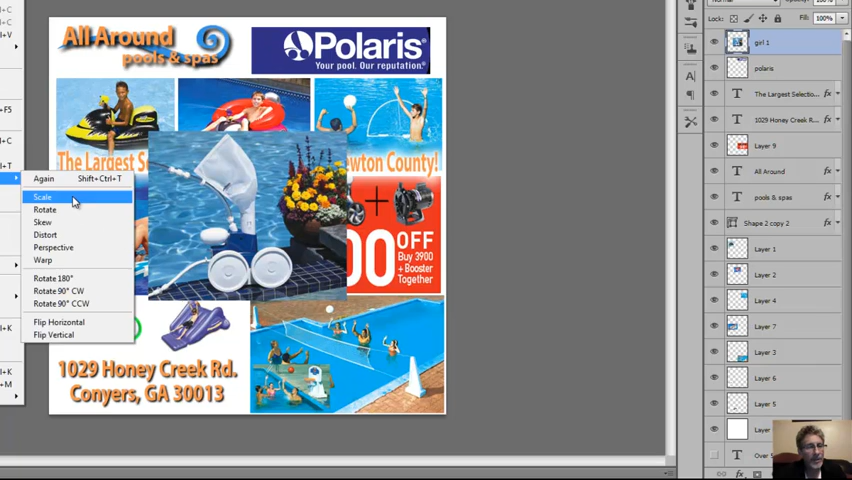 All Around
pools & spas
Polaris®
Your pool. Our reputation.®
The Largest Se
ewton County!
+
00 OFF
Buy 3900
+ Booster
Together
1029 Honey Creek Rd.
Conyers, GA 30013
Again Shift+Ctrl+T
Scale
Rotate
Skew
Distort
Perspective
Warp
Rotate 180°
Rotate 90° CW
Rotate 90° CCW
Flip Horizontal
Flip Vertical
Lock:
Fill: 100%
girl 1
polaris
The Largest Selectio...
1029 Honey Creek R...
Layer 9
All Around
pools & spas
Shape 2 copy 2
Layer 1
Layer 2
Layer 4
Layer 7
Layer 3
Layer 6
Layer 5
Layer
Over